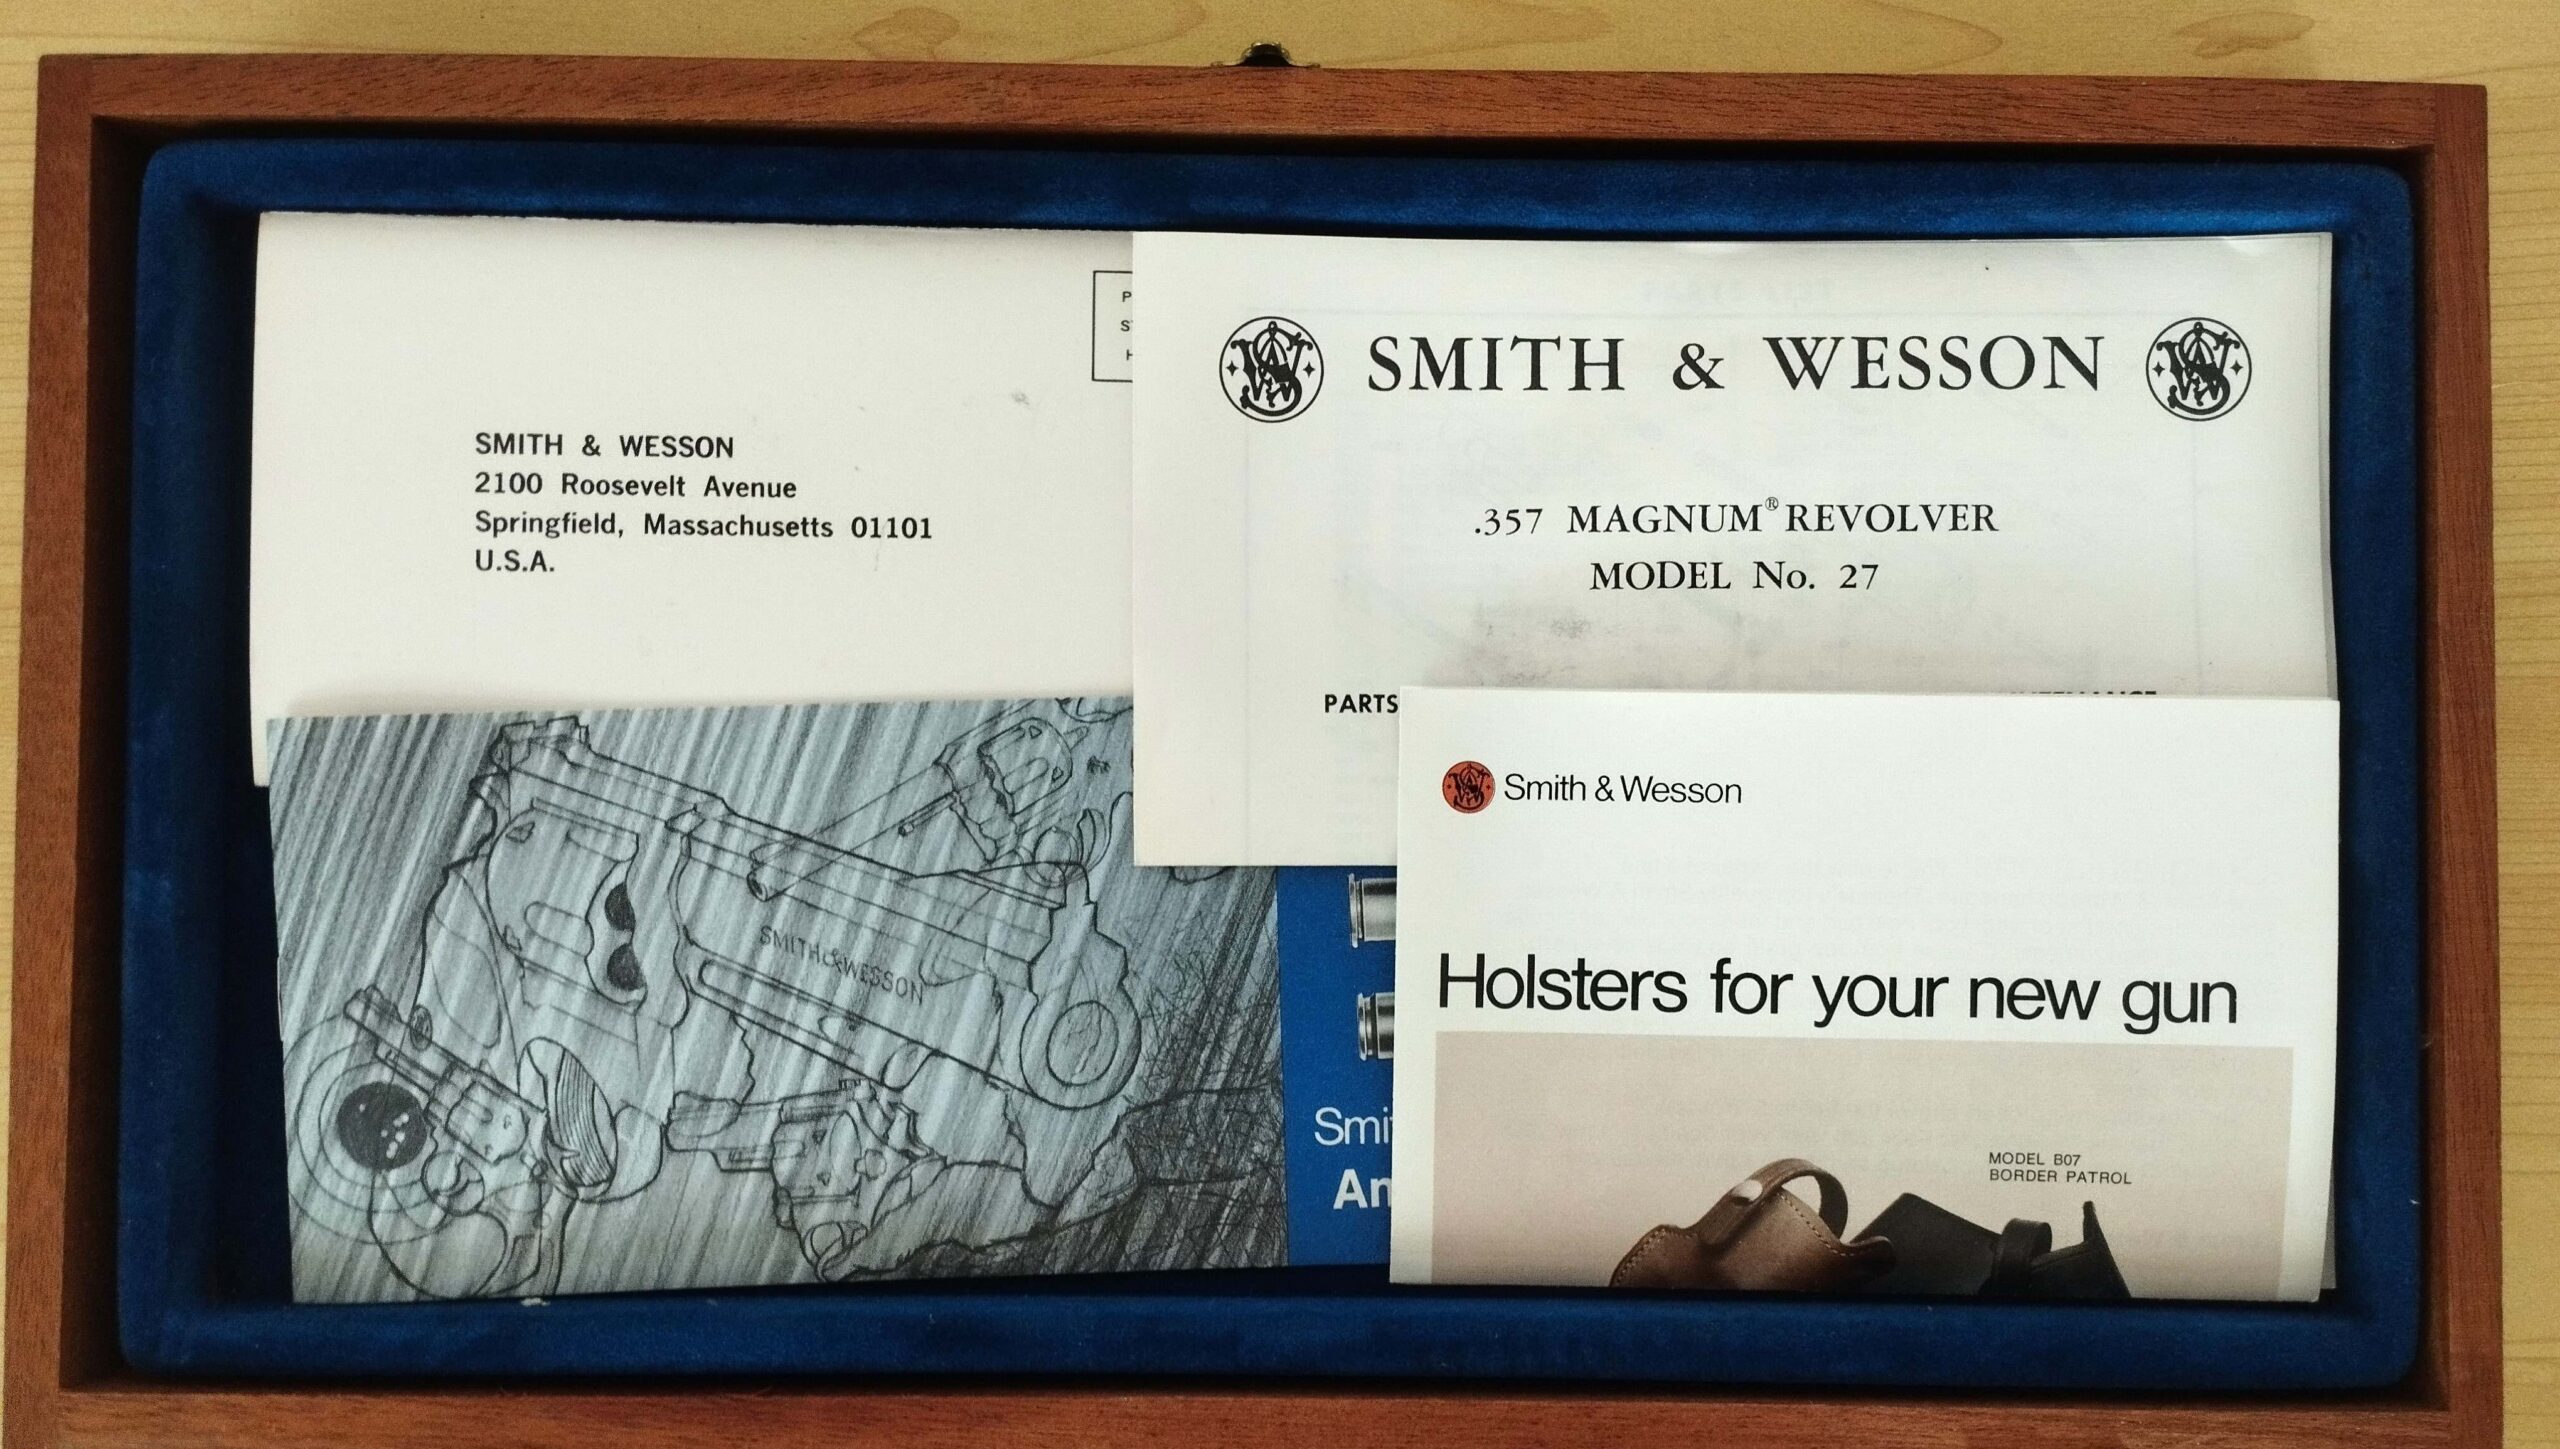 SMITH & WESSON
2100 Roosevelt Avenue
Springfield, Massachusetts 01101
U.S.A.
SMITH & WESSON
.357 MAGNUM® REVOLVER
MODEL No. 27
PARTS
SMITH & WESSON
Smith & Wesson
Holsters for your new gun
MODEL B07
BORDER PATROL